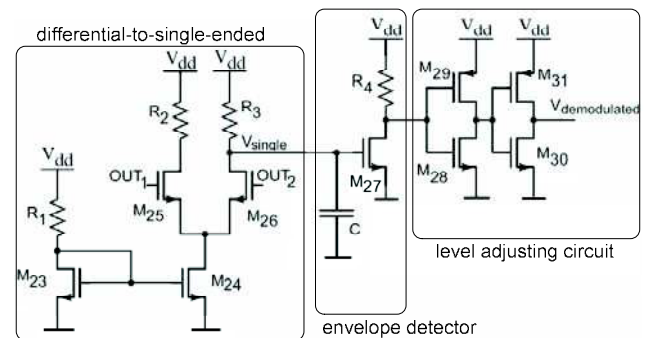 differential-to-single-ended
Vdd
Vdd
R2
R3
Vsingle
OUT1
OUT2
M25
M26
Vdd
R1
M23
M24
Vdd
R4
M27
C
envelope detector
Vdd
Vdd
M29
M31
Vdemodulated
M28
M30
level adjusting circuit